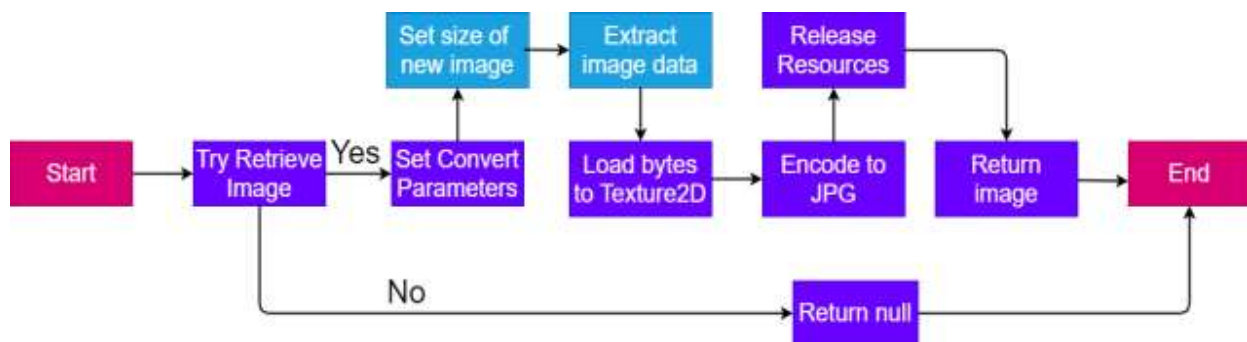 Start
Try Retrieve
Image
Yes
Set Convert
Parameters
Set size of
new image
Extract
image data
Load bytes
to Texture2D
Encode to
JPG
Release
Resources
Return
image
End
No
Return null